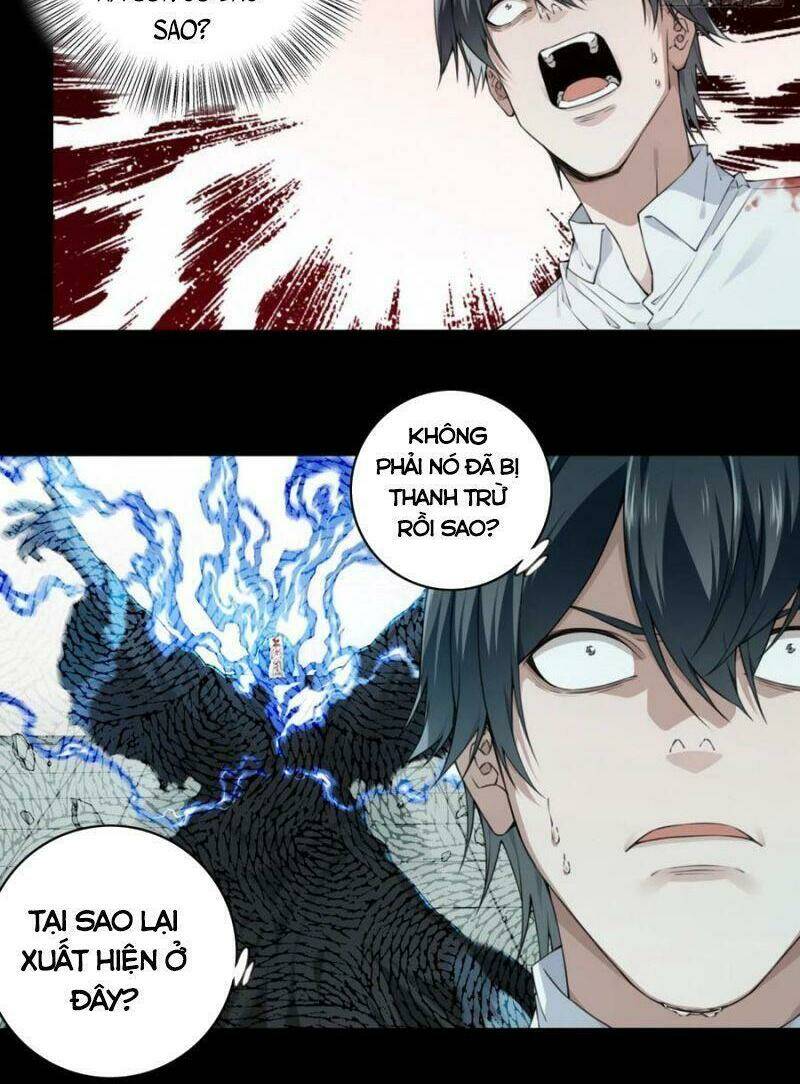 SAO?
KHÔNG
PHẢI NÓ ĐÃ BỊ
THANH TRỪ
RỒI SAO?
TẠI SAO LẠI
XUẤT HIỆN Ở
ĐÂY?